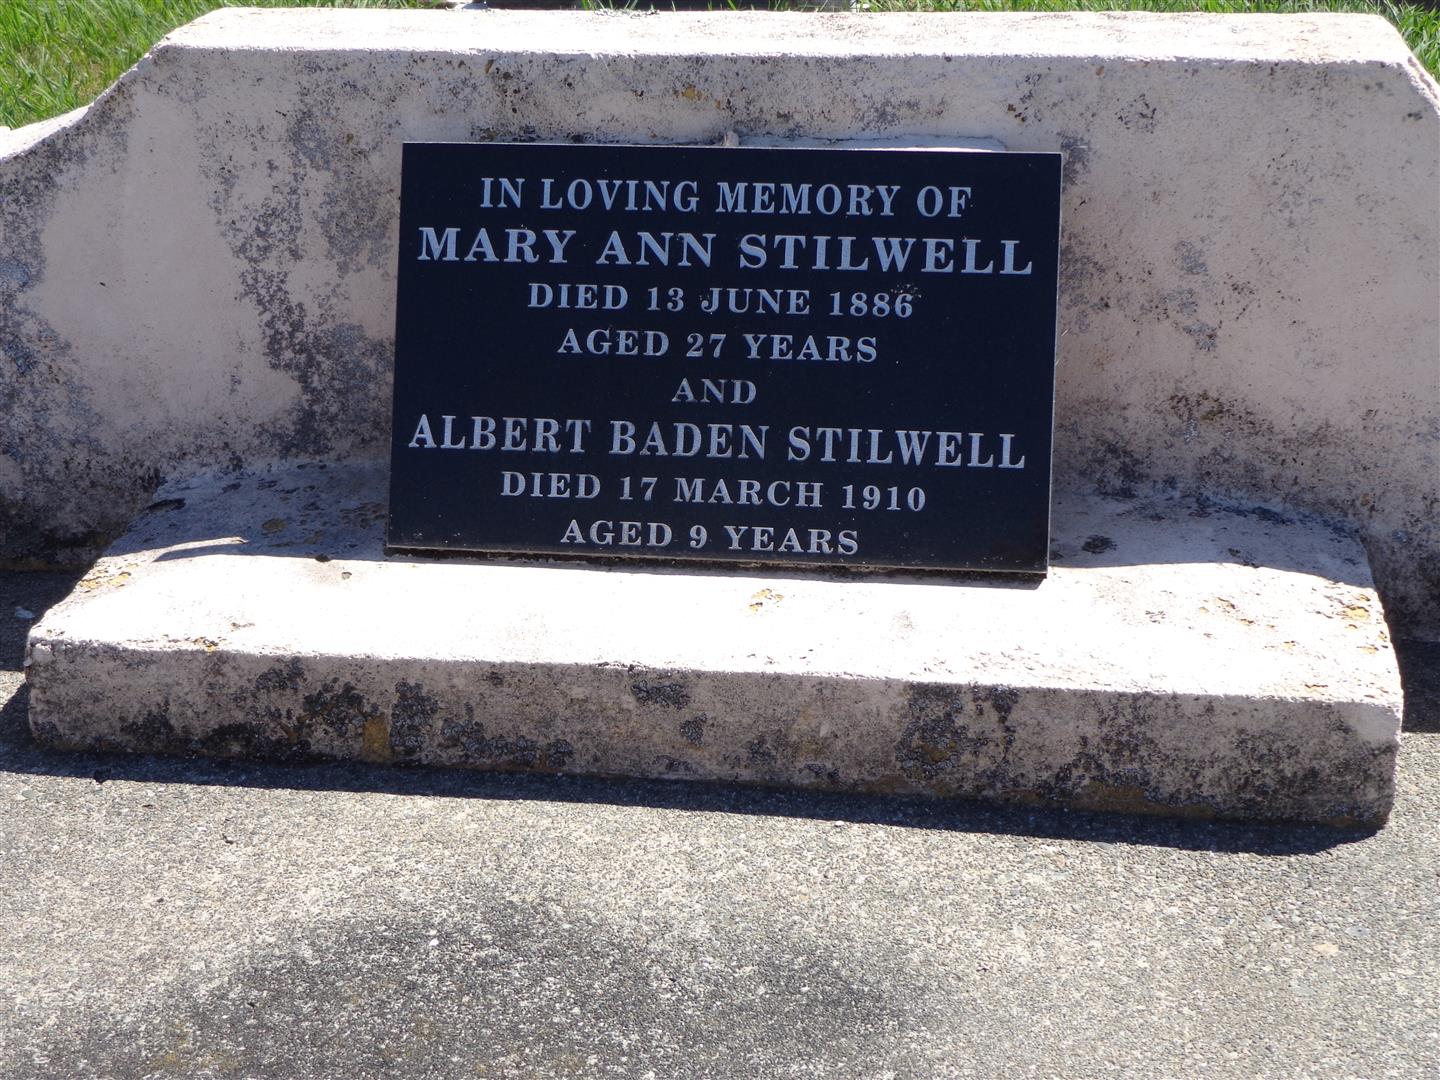 IN LOVING MEMORY OF
MARY ANN STILWELL
DIED 13 JUNE 1886
AGED 27 YEARS
AND
ALBERT BADEN STILWELL
DIED 17 MARCH 1910
AGED 9 YEARS